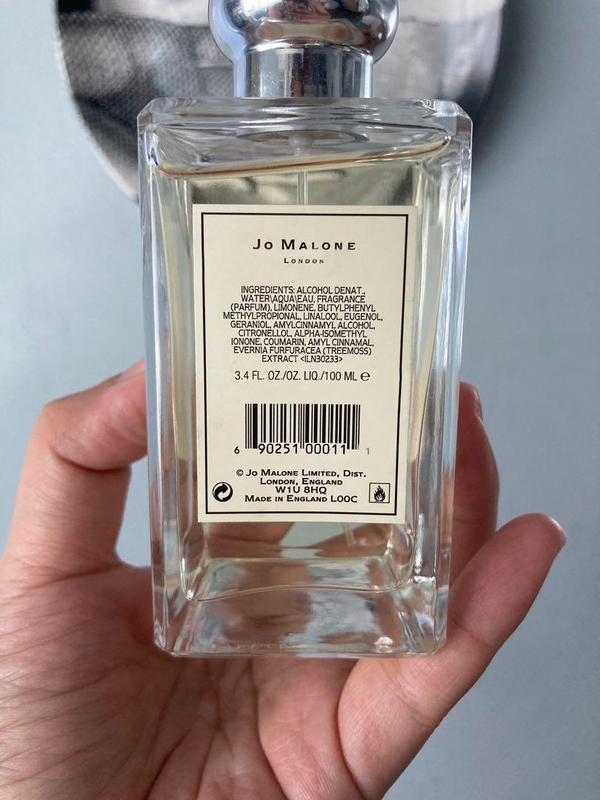 Jo Malone
London
INGREDIENTS: ALCOHOL DENAT.,
WATER\AQUA\EAU, FRAGRANCE
(PARFUM), LIMONENE, BUTYLPHENYL
METHYLPROPIONAL, LINALOOL, EUGENOL,
GERANIOL, AMYLCINNAMYL ALCOHOL,
CITRONELLOL, ALPHA-ISOMETHYL
IONONE, COUMARIN, AMYL CINNAMAL,
EVERNIA FURFURACEA (TREEMOSS)
EXTRACT <ILN30233>
3.4 FL. OZ./OZ. LIQ./100 ML ℮
6 90251 00011 1
© Jo Malone Limited, Dist.
London, England
W1U 8HQ
Made in England L00C